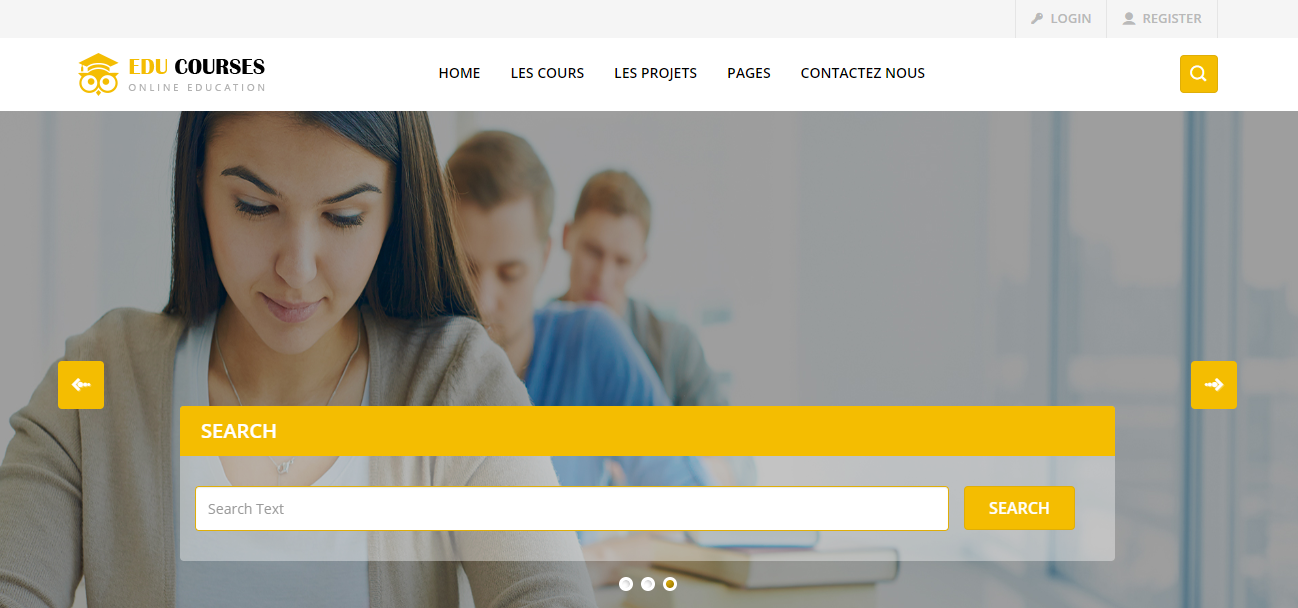 LOGIN REGISTER
EDU COURSES
ONLINE EDUCATION
HOME LES COURS LES PROJETS PAGES CONTACTEZ NOUS
SEARCH
Search Text SEARCH